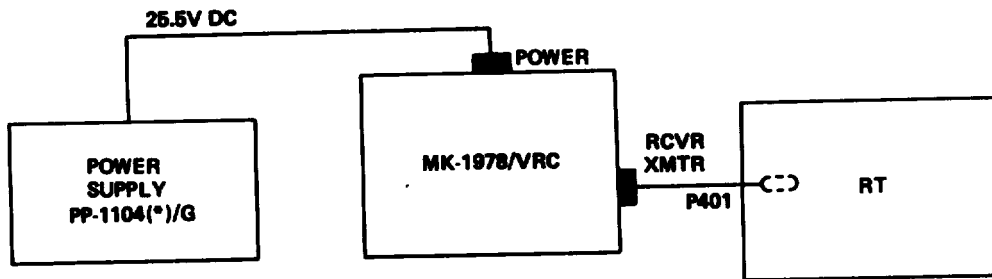 25.5V DC
POWER
POWER
SUPPLY
PP-1104(*)/G
MK-1978/VRC
RCVR
XMTR
P401
RT